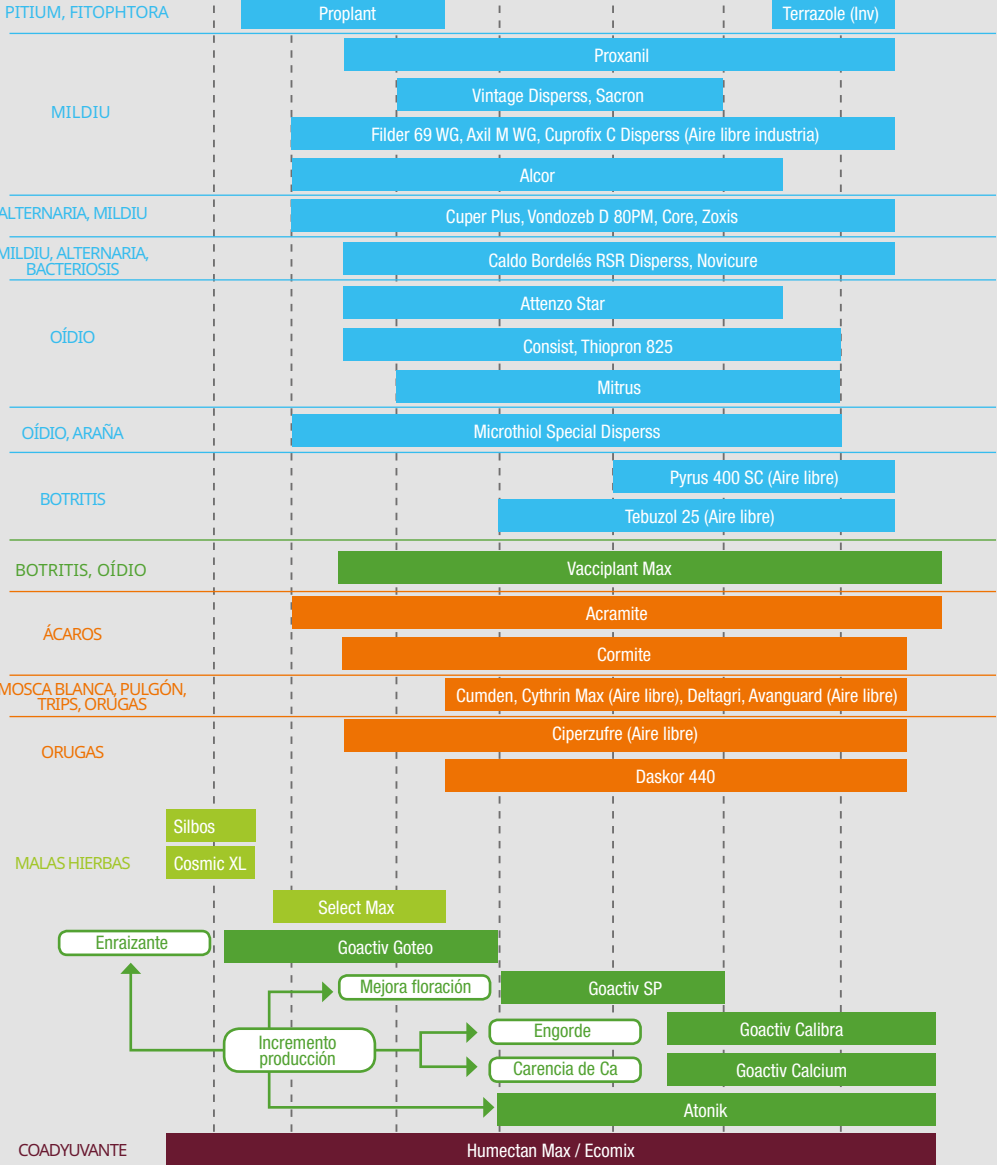 PITIUM, FITOPHTORA
Proplant
Terrazole (Inv)
MILDIU
Proxanil
Vintage Disperss, Sacron
Filder 69 WG, Axil M WG, Cuprofix C Disperss (Aire libre industria)
Alcor
ALTERNARIA, MILDIU
Cuper Plus, Vondozeb D 80PM, Core, Zoxis
MILDIU, ALTERNARIA,
BACTERIOSIS
Caldo Bordelés RSR Disperss, Novicure
OÍDIO
Attenzo Star
Consist, Thiopron 825
Mitrus
OÍDIO, ARAÑA
Microthiol Special Disperss
BOTRITIS
Pyrus 400 SC (Aire libre)
Tebuzol 25 (Aire libre)
BOTRITIS, OÍDIO
Vacciplant Max
ÁCAROS
Acramite
Cormite
MOSCA BLANCA, PULGÓN,
TRIPS, ORUGAS
Cumden, Cythrin Max (Aire libre), Deltagri, Avanguard (Aire libre)
ORUGAS
Ciperzufre (Aire libre)
Daskor 440
MALAS HIERBAS
Silbos
Cosmic XL
Select Max
Enraizante
Goactiv Goteo
Mejora floración
Goactiv SP
Incremento
producción
Engorde
Goactiv Calibra
Carencia de Ca
Goactiv Calcium
Atonik
COADYUVANTE
Humectan Max / Ecomix